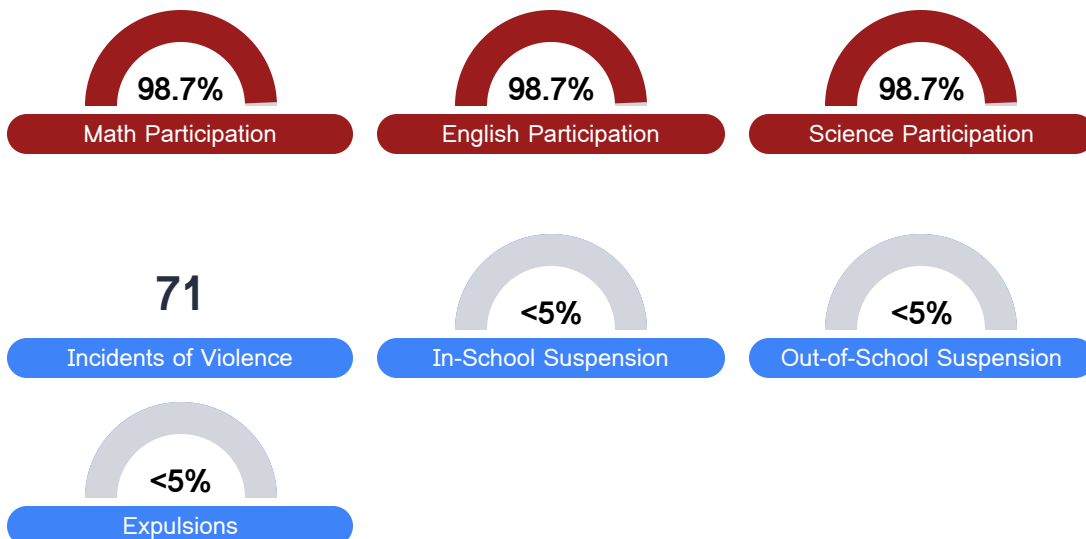 98.7%
98.7%
98.7%
Math Participation
English Participation
Science Participation
71
<5%
<5%
Incidents of Violence
In-School Suspension
Out-of-School Suspension
<5%
Expulsions